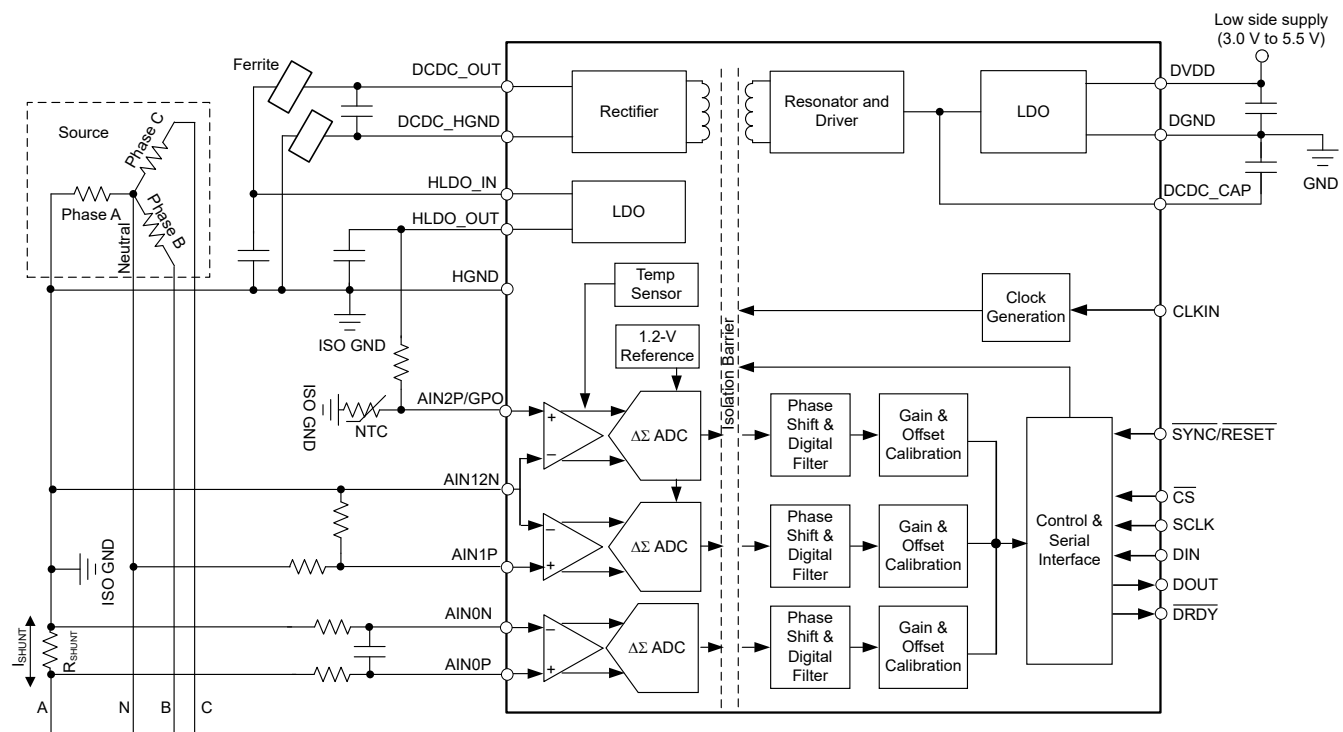 Low side supply
(3.0 V to 5.5 V)
Ferrite
DCDC_OUT
DVDD
Rectifier
Resonator and
Driver
LDO
Source
Phase C
DCDC_HGND
DGND
GND
Phase A
Phase B
Neutral
HLDO_IN
LDO
DCDC_CAP
HLDO_OUT
HGND
Temp
Sensor
ISO GND
Clock
Generation
CLKIN
1.2-V
Reference
Isolation Barrier
ISO GND
NTC
AIN2P/GPO
+
−
ΔΣ ADC
Phase
Shift &
Digital
Filter
Gain &
Offset
Calibration
SYNC/RESET
AIN12N
CS
−
+
ΔΣ ADC
Phase
Shift &
Digital
Filter
Gain &
Offset
Calibration
Control &
Serial
Interface
SCLK
DIN
ISO GND
AIN1P
DOUT
AIN0N
DRDY
ISHUNT
RSHUNT
−
+
ΔΣ ADC
Phase
Shift &
Digital
Filter
Gain &
Offset
Calibration
AIN0P
A
N
B
C